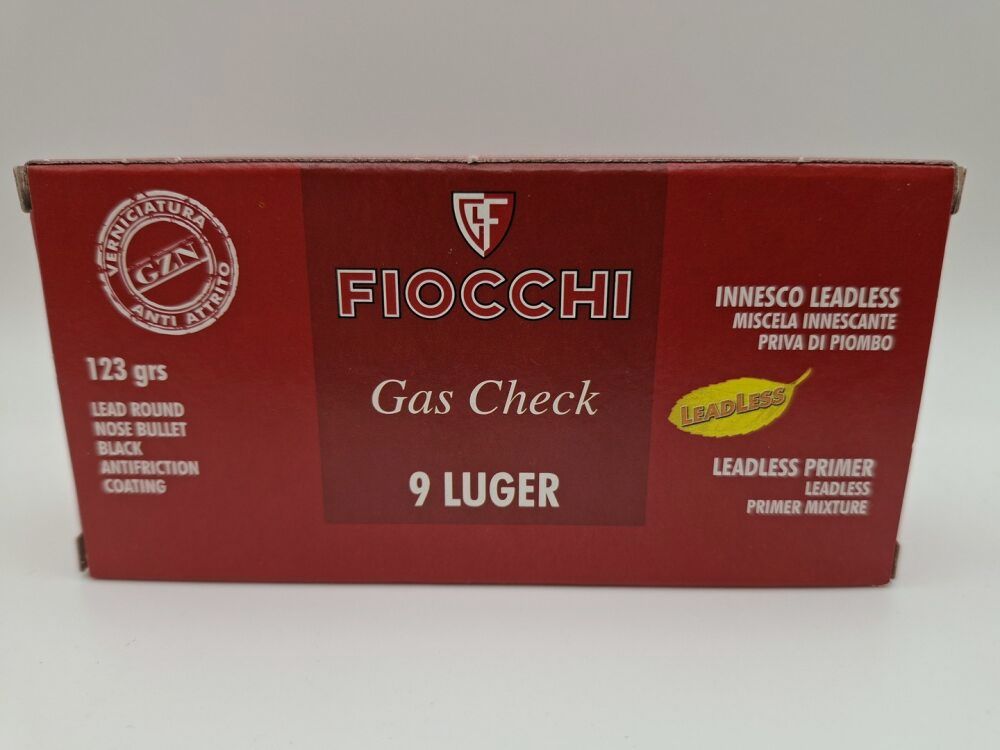 VERNICIATURA
GZN
ANTI ATTRITO
123 grs
LEAD ROUND
NOSE BULLET
BLACK
ANTIFRICTION
COATING
GFL
FIOCCHI
Gas Check
9 LUGER
INNESCO LEADLESS
MISCELA INNESCANTE
PRIVA DI PIOMBO
LEADLESS
LEADLESS PRIMER
LEADLESS
PRIMER MIXTURE